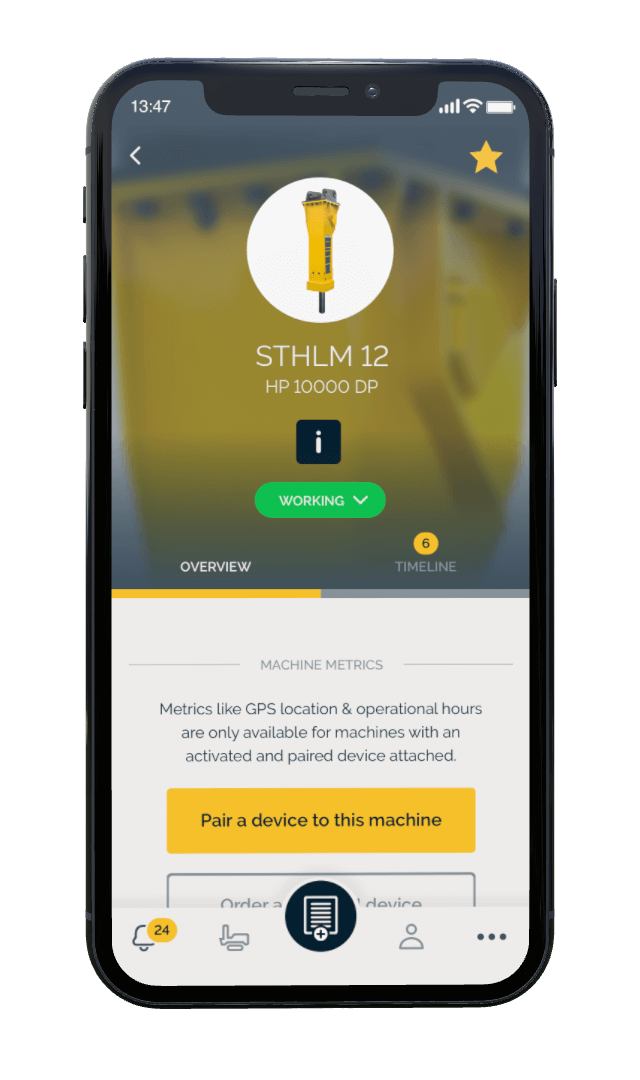 13:47
STHLM 12
HP 10000 DP
i
WORKING
6
OVERVIEW
TIMELINE
MACHINE METRICS
Metrics like GPS location & operational hours
are only available for machines with an
activated and paired device attached.
Pair a device to this machine
Order a device
24